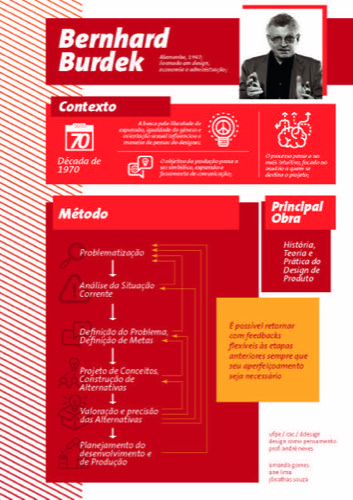 Bernhard
Burdek
Alemanha, 1947;
formado em design,
economia e administração;
Contexto
70
Década de
1970
A busca pela liberdade de
expansão, igualdade de gênero e
orientação sexual influenciou a
maneira de pensar do designer.
O objetivo da produção passa a
ser simbólico, expansão e
ferramenta de comunicação;
O processo passa a ser
mais intuitivo, focado no
usuário a quem se
destina o projeto;
Método
Problematização
Análise da Situação
Corrente
Definição do Problema,
Definição de Metas
Projeto de Conceitos,
Construção de
Alternativas
Valoração e precisão
das Alternativas
Planejamento do
desenvolvimento e
de Produção
Principal
Obra
História,
Teoria e
Prática do
Design de
Produto
É possível retornar
com feedbacks
flexíveis às etapas
anteriores sempre que
seu aperfeiçoamento
seja necessário
ufpe / cac / ddesign
design como pensamento
prof: ambiré neves
amanda gomes
ane lima
jônathas souza